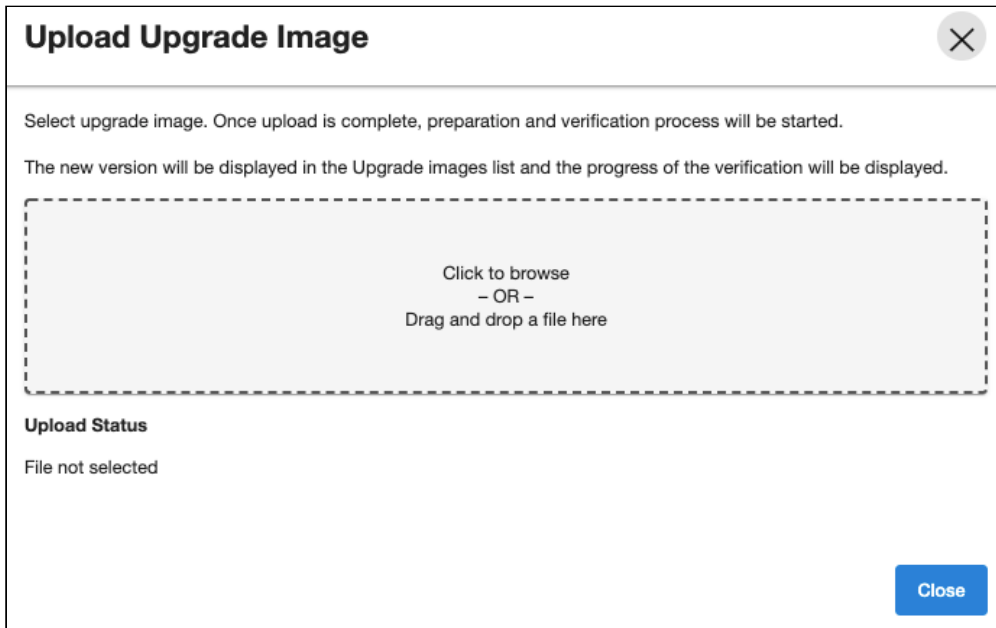 Upload Upgrade Image
Select upgrade image. Once upload is complete, preparation and verification process will be started.
The new version will be displayed in the Upgrade images list and the progress of the verification will be displayed.
Click to browse
– OR –
Drag and drop a file here
Upload Status
File not selected
Close